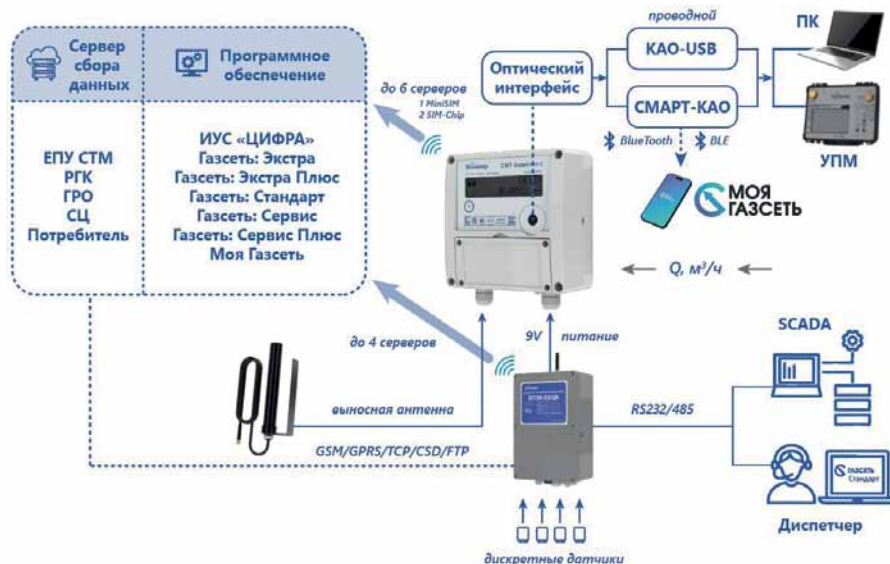 Сервер
сбора
данных
Программное
обеспечение
ЕПУ СТМ
РГК
ГРО
СЦ
Потребитель
ИУС «ЦИФРА»
Газсеть: Экстра
Газсеть: Экстра Плюс
Газсеть: Стандарт
Газсеть: Сервис
Газсеть: Сервис Плюс
Моя Газсеть
до 6 серверов
1 MiniSIM
2 SIM-Chip
Оптический
интерфейс
проводной
КАО-USB
СМАРТ-КАО
BlueTooth
BLE
ПК
УПМ
МОЯ
ГАЗСЕТЬ
Q, м³/ч
до 4 серверов
9V питание
выносная антенна
GSM/GPRS/TCP/CSD/FTP
RS232/485
SCADA
ГАЗСЕТЬ
Стандарт
Диспетчер
дискретные датчики